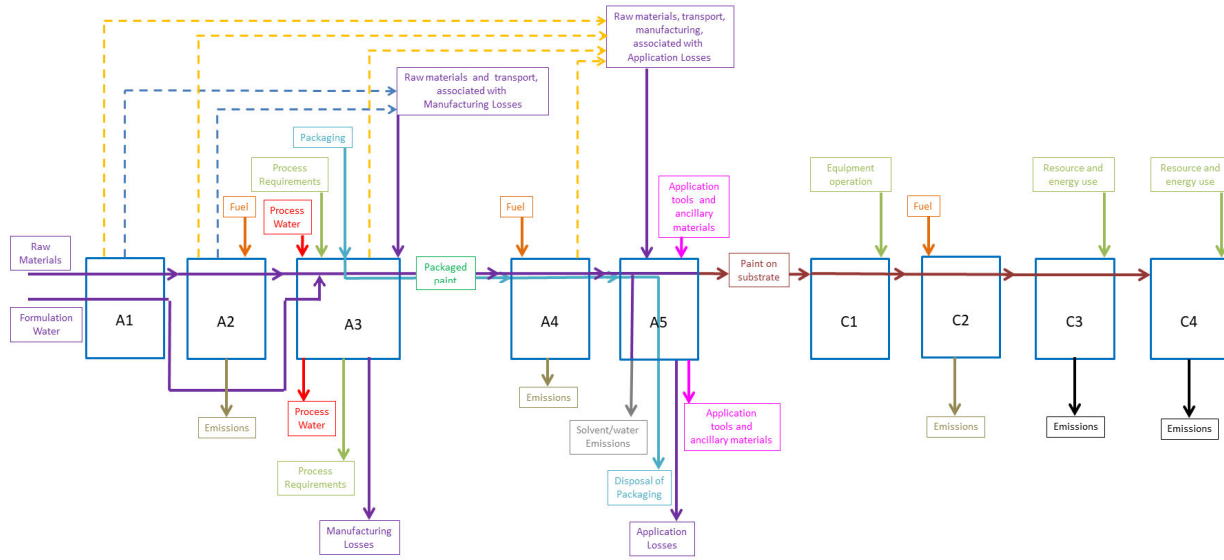 Raw materials, transport,
manufacturing,
associated with
Application Losses
Raw materials and transport,
associated with
Manufacturing Losses
Packaging
Process
Requirements
Equipment
operation
Resource and
energy use
Resource and
energy use
Application
tools and
ancillary
materials
Fuel
Process
Water
Fuel
Fuel
Raw
Materials
Packaged
paint
Paint on
substrate
Formulation
Water
A1
A2
A3
A4
A5
C1
C2
C3
C4
Emissions
Process
Water
Emissions
Solvent/water
Emissions
Application
tools and
ancillary materials
Emissions
Emissions
Emissions
Process
Requirements
Disposal of
Packaging
Manufacturing
Losses
Application
Losses